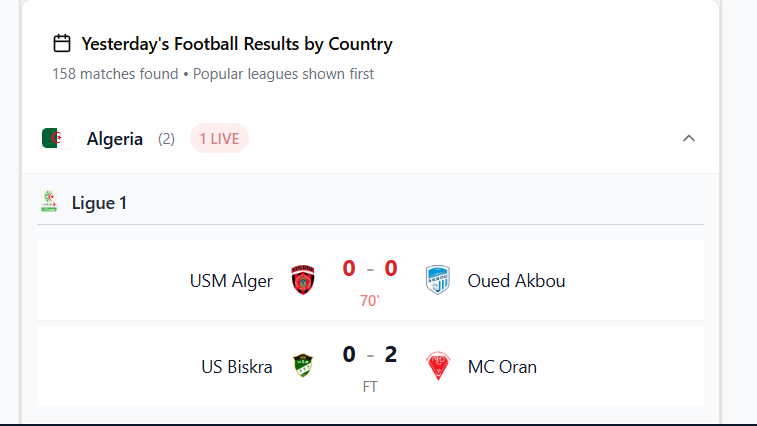 Yesterday's Football Results by Country
158 matches found • Popular leagues shown first
Algeria (2) 1 LIVE
Ligue 1
USM Alger 0 - 0 Oued Akbou
70'
US Biskra 0 - 2 MC Oran
FT